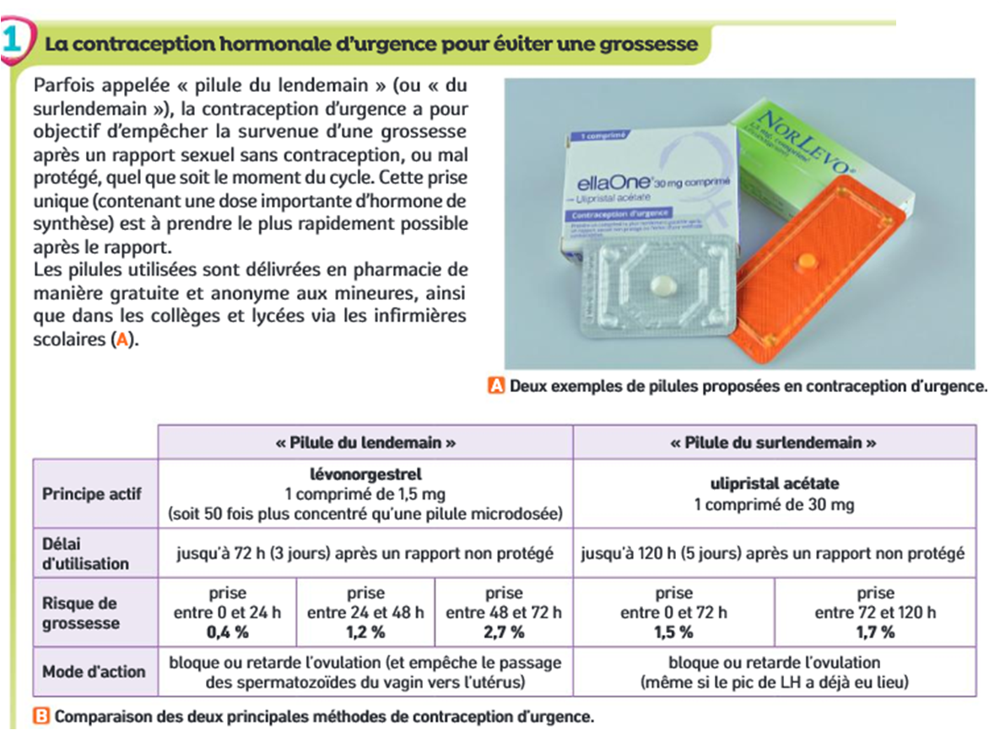 1
La contraception hormonale d'urgence pour éviter une grossesse
Parfois appelée « pilule du lendemain » (ou « du
surlendemain »), la contraception d'urgence a pour
objectif d'empêcher la survenue d'une grossesse
après un rapport sexuel sans contraception, ou mal
protégé, quel que soit le moment du cycle. Cette prise
unique (contenant une dose importante d'hormone de
synthèse) est à prendre le plus rapidement possible
après le rapport.
Les pilules utilisées sont délivrées en pharmacie de
manière gratuite et anonyme aux mineures, ainsi
que dans les collèges et lycées via les infirmières
scolaires (A).
1 comprimé
ellaOne® 30 mg comprimé
Ulipristal acétate
Contraception d'urgence
NORLEVO®
1,5 mg, comprimé
A Deux exemples de pilules proposées en contraception d'urgence.
« Pilule du lendemain »
« Pilule du surlendemain »
Principe actif
lévonorgestrel
1 comprimé de 1,5 mg
(soit 50 fois plus concentré qu'une pilule microdosée)
ulipristal acétate
1 comprimé de 30 mg
Délai
d'utilisation
jusqu'à 72 h (3 jours) après un rapport non protégé
jusqu'à 120 h (5 jours) après un rapport non protégé
Risque de
grossesse
prise
entre 0 et 24 h
0,4 %
prise
entre 24 et 48 h
1,2 %
prise
entre 48 et 72 h
2,7 %
prise
entre 0 et 72 h
1,5 %
prise
entre 72 et 120 h
1,7 %
Mode d'action
bloque ou retarde l'ovulation (et empêche le passage
des spermatozoïdes du vagin vers l'utérus)
bloque ou retarde l'ovulation
(même si le pic de LH a déjà eu lieu)
B Comparaison des deux principales méthodes de contraception d'urgence.